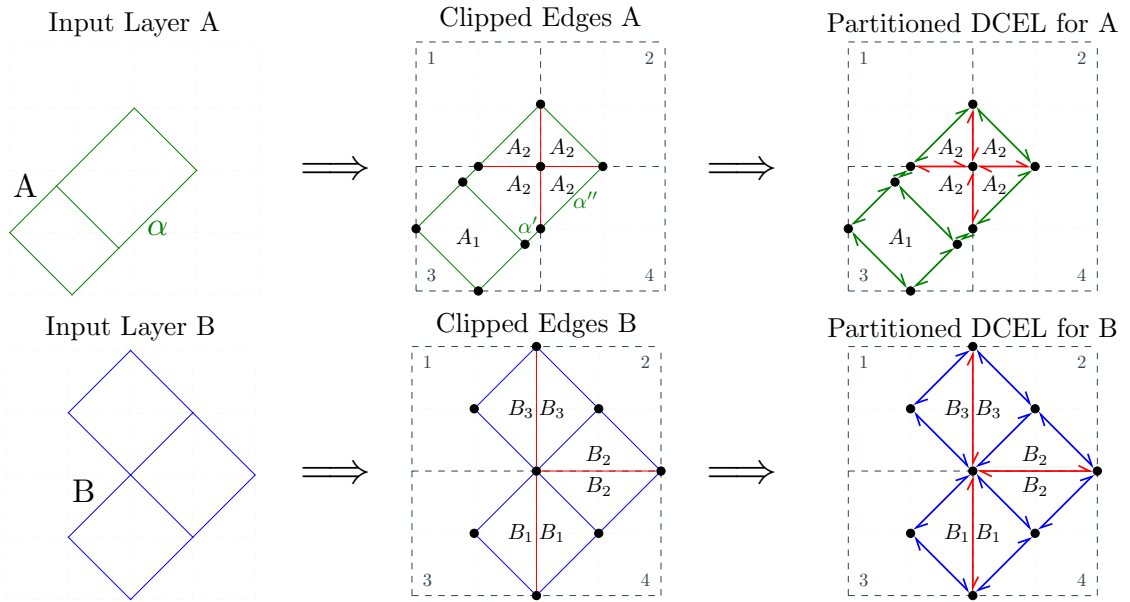 Input Layer A
Clipped Edges A
Partitioned DCEL for A
A
α
⟹
1
2
A₂ A₂
A₂ A₂
α′ α′′
A₁
3
4
⟹
1
2
A₂ A₂
A₂ A₂
A₁
3
4
Input Layer B
Clipped Edges B
Partitioned DCEL for B
B
⟹
1
2
B₃ B₃
B₂
B₂
B₁ B₁
3
4
⟹
1
2
B₃ B₃
B₂
B₂
B₁ B₁
3
4